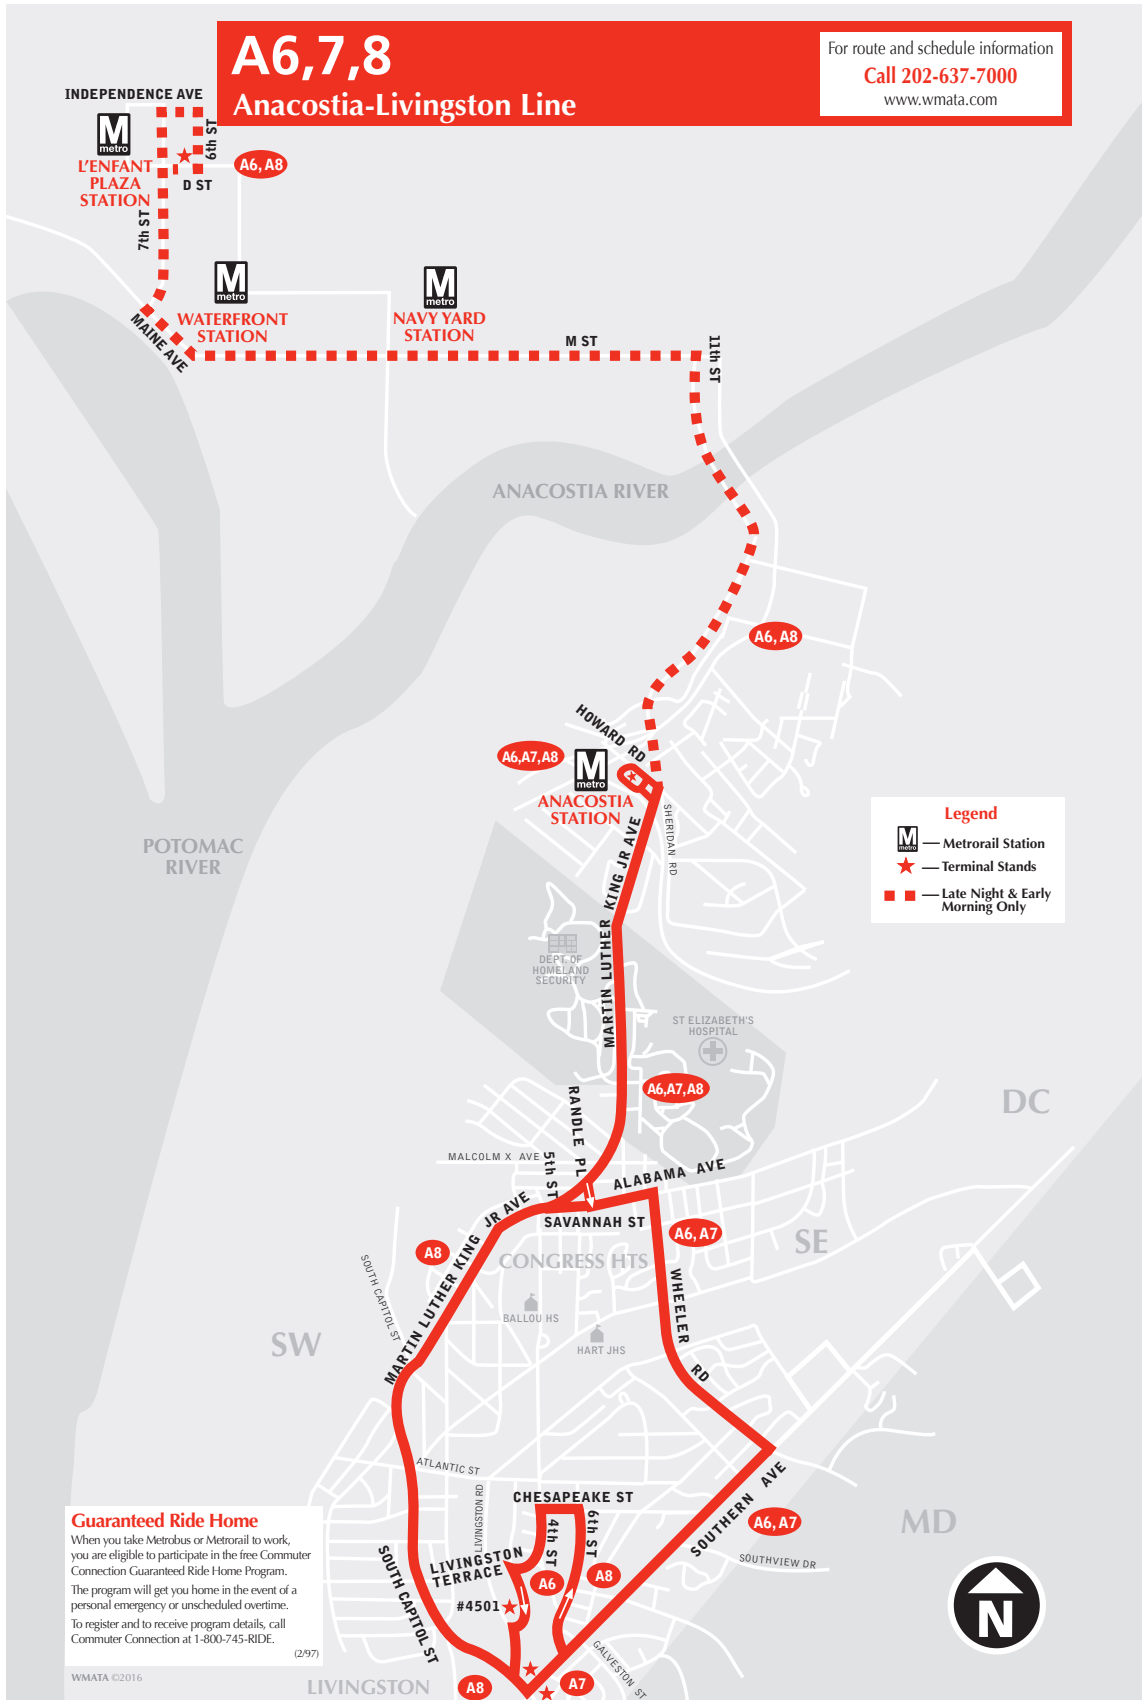 A6,7,8
Anacostia-Livingston Line
For route and schedule information
Call 202-637-7000
www.wmata.com
INDEPENDENCE AVE
M
metro
6th ST
L'ENFANT
PLAZA
STATION
D ST
A6, A8
7th ST
M
metro
WATERFRONT
STATION
M
metro
NAVY YARD
STATION
MAINE AVE
M ST
11th ST
ANACOSTIA RIVER
A6, A8
HOWARD RD
A6,A7,A8
M
metro
ANACOSTIA
STATION
SHERIDAN RD
POTOMAC
RIVER
Legend
M
metro
— Metrorail Station
— Terminal Stands
— Late Night & Early
Morning Only
MARTIN LUTHER KING JR AVE
DEPT. OF
HOMELAND
SECURITY
ST ELIZABETH'S
HOSPITAL
A6,A7,A8
DC
RANDLE PL
MALCOLM X AVE
5th ST
ALABAMA AVE
SAVANNAH ST
A6, A7
SE
A8
MARTIN LUTHER KING JR AVE
CONGRESS HTS
SOUTH CAPITOL ST
WHEELER RD
BALLOU HS
HART JHS
SW
ATLANTIC ST
LIVINGSTON RD
CHESAPEAKE ST
4th ST
6th ST
SOUTHERN AVE
A6, A7
MD
SOUTHVIEW DR
LIVINGSTON
TERRACE
A6
A8
#4501
SOUTH CAPITOL ST
GALVESTON ST
N
A8
A7
LIVINGSTON
Guaranteed Ride Home
When you take Metrobus or Metrorail to work,
you are eligible to participate in the free Commuter
Connection Guaranteed Ride Home Program.
The program will get you home in the event of a
personal emergency or unscheduled overtime.
To register and to receive program details, call
Commuter Connection at 1-800-745-RIDE.
(2/97)
WMATA ©2016